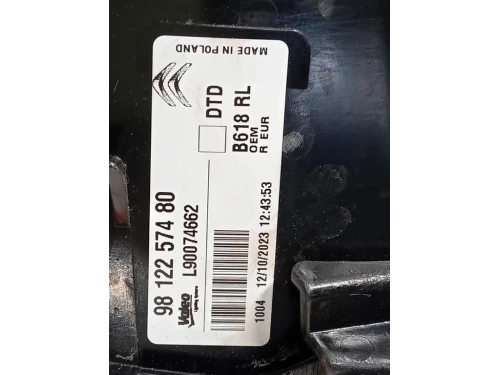 98 122 574 80
Valeo
L90074662
DTD
B618 RL
OEM
R EUR
MADE IN POLAND
1004 12/10/2023 12:43:53